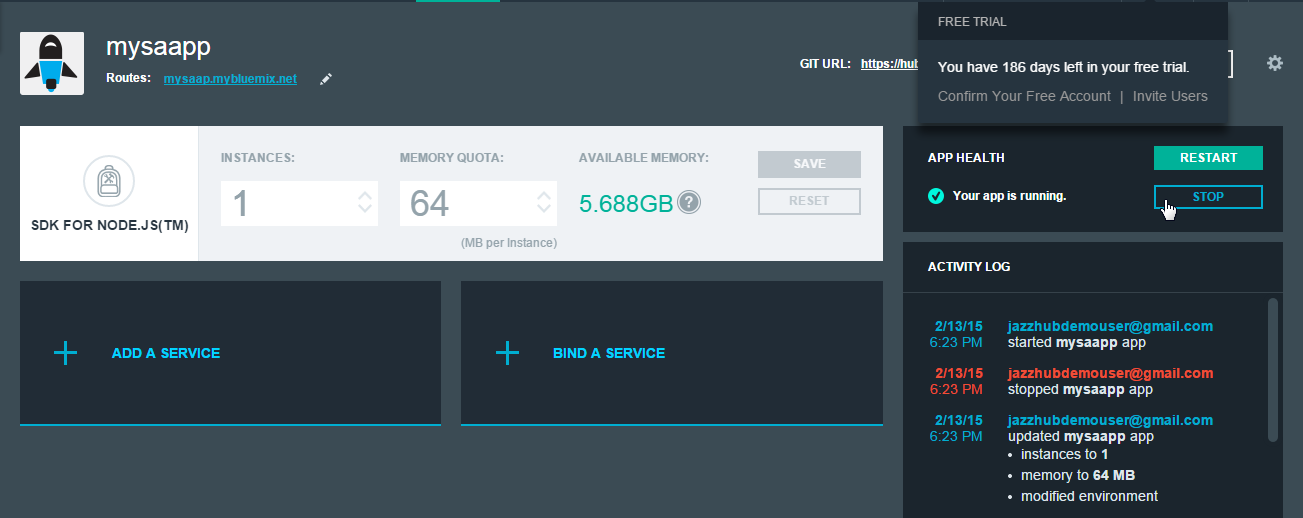 FREE TRIAL
You have 186 days left in your free trial.
Confirm Your Free Account | Invite Users
mysaapp
Routes: mysaap.mybluemix.net
GIT URL: https://hub
SDK FOR NODE.JS(TM)
INSTANCES:
1
MEMORY QUOTA:
64
(MB per Instance)
AVAILABLE MEMORY:
5.688GB ?
SAVE
RESET
APP HEALTH
RESTART
Your app is running.
STOP
ADD A SERVICE
BIND A SERVICE
ACTIVITY LOG
2/13/15 jazzhubdemouser@gmail.com
6:23 PM started mysaapp app
2/13/15 jazzhubdemouser@gmail.com
6:23 PM stopped mysaapp app
2/13/15 jazzhubdemouser@gmail.com
6:23 PM updated mysaapp app
• instances to 1
• memory to 64 MB
• modified environment